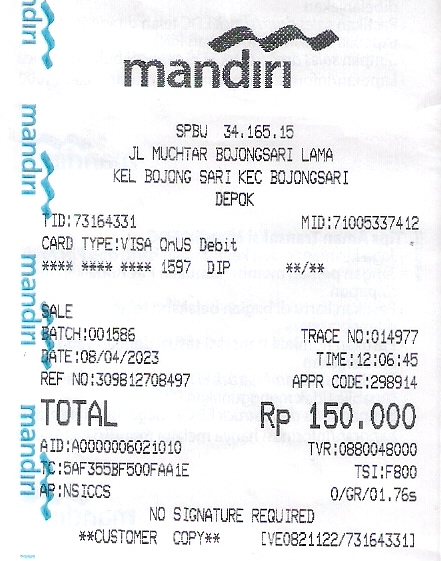 mandiri
SPBU 34.165.15
JL MUCHTAR BOJONGSARI LAMA
KEL BOJONG SARI KEC BOJONGSARI
DEPOK
TID:73164331 MID:71005337412
CARD TYPE:VISA OnUS Debit
**** **** **** 1597 DIP **/**
SALE
BATCH:001586 TRACE NO:014977
DATE:08/04/2023 TIME:12:06:45
REF NO:309812708497 APPR CODE:298914
TOTAL Rp 150.000
AID:A0000006021010 TVR:0880048000
TC:5AF355BF500FAA1E TSI:F800
AP:NSICCS 0/GR/01.76s
NO SIGNATURE REQUIRED
**CUSTOMER COPY** [VE0821122/73164331]
mandiri
mandiri
mandiri
mandiri